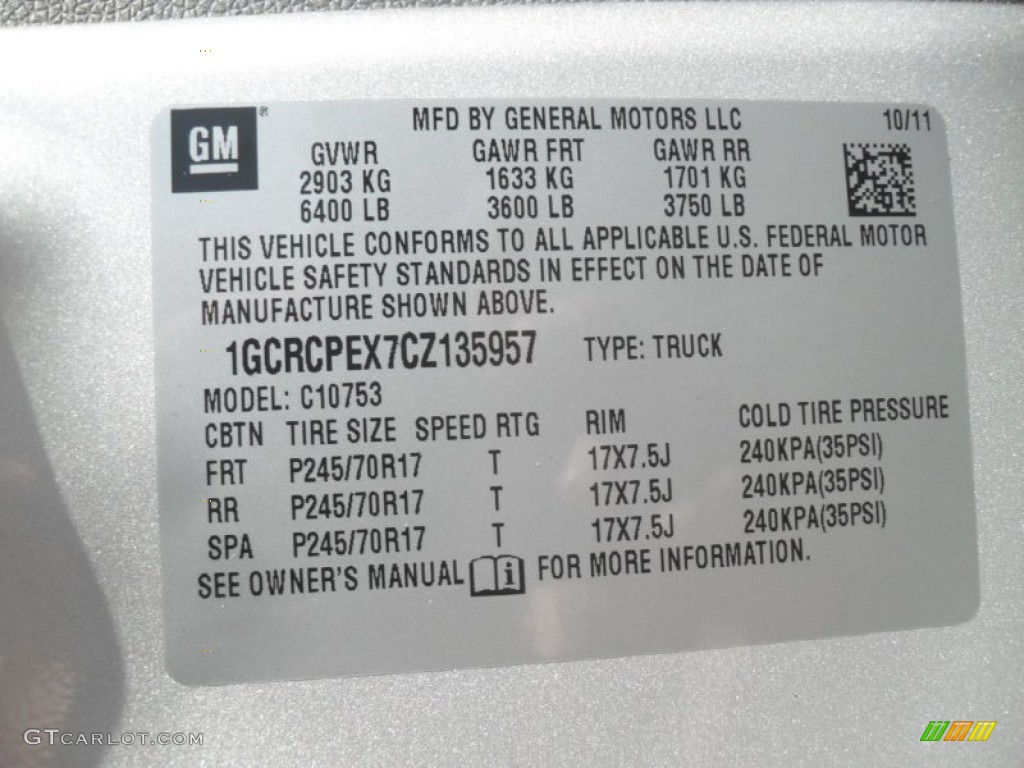 GM
MFD BY GENERAL MOTORS LLC 10/11
GVWR GAWR FRT GAWR RR
2903 KG 1633 KG 1701 KG
6400 LB 3600 LB 3750 LB
THIS VEHICLE CONFORMS TO ALL APPLICABLE U.S. FEDERAL MOTOR
VEHICLE SAFETY STANDARDS IN EFFECT ON THE DATE OF
MANUFACTURE SHOWN ABOVE.
1GCRCPEX7CZ135957 TYPE: TRUCK
MODEL: C10753
CBTN TIRE SIZE SPEED RTG RIM COLD TIRE PRESSURE
FRT P245/70R17 T 17X7.5J 240KPA(35PSI)
RR P245/70R17 T 17X7.5J 240KPA(35PSI)
SPA P245/70R17 T 17X7.5J 240KPA(35PSI)
SEE OWNER'S MANUAL i FOR MORE INFORMATION.
GTCARLOT.COM